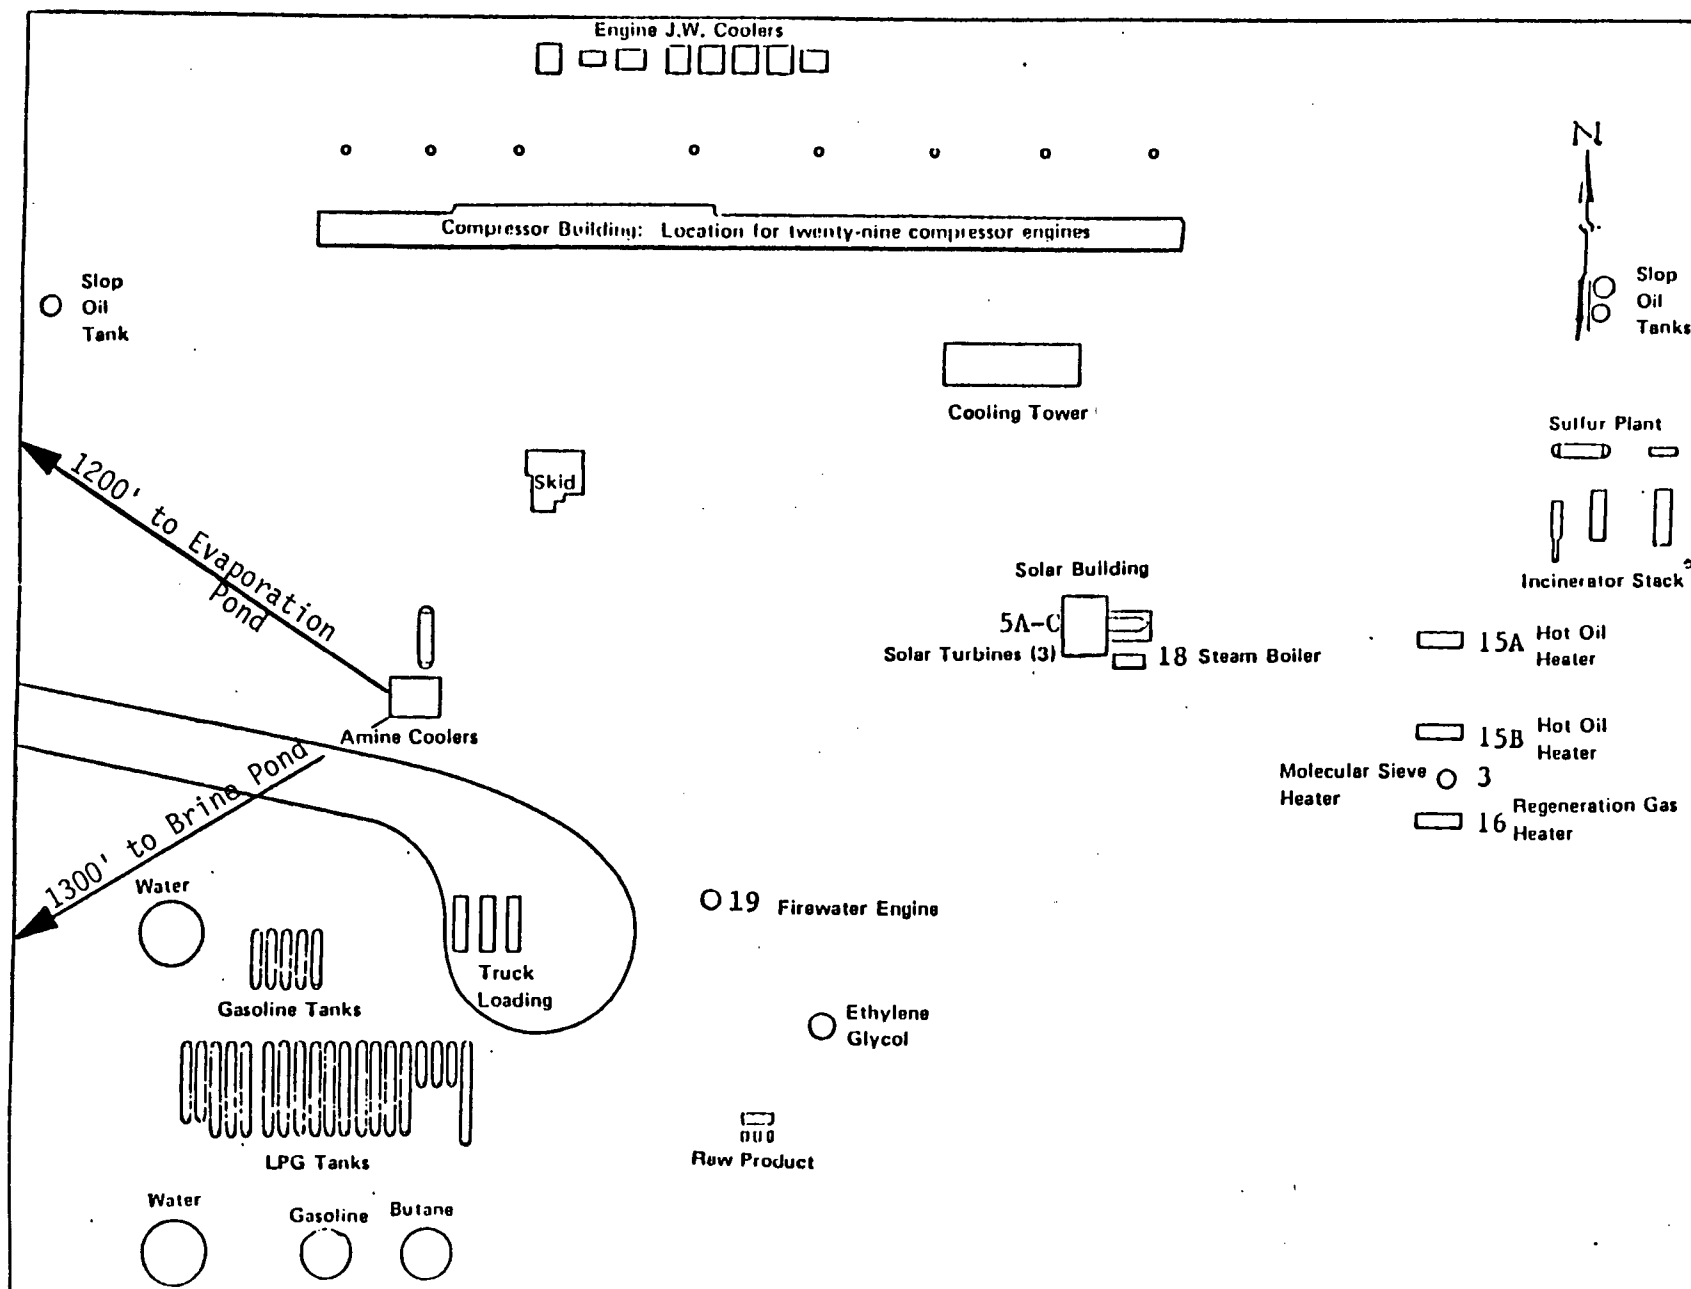 Engine J.W. Coolers
N
Compressor Building: Location for twenty-nine compressor engines
Slop
Oil
Tank
Slop
Oil
Tanks
Cooling Tower
Sulfur Plant
1200' to Evaporation
Pond
Skid
Solar Building
Incinerator Stack
5A-C
Solar Turbines (3)
18 Steam Boiler
15A Hot Oil
Heater
Amine Coolers
15B Hot Oil
Heater
Molecular Sieve
Heater
3
16 Regeneration Gas
Heater
1300' to Brine Pond
Water
19 Firewater Engine
Truck
Loading
Gasoline Tanks
Ethylene
Glycol
LPG Tanks
Raw Product
Water
Gasoline
Butane